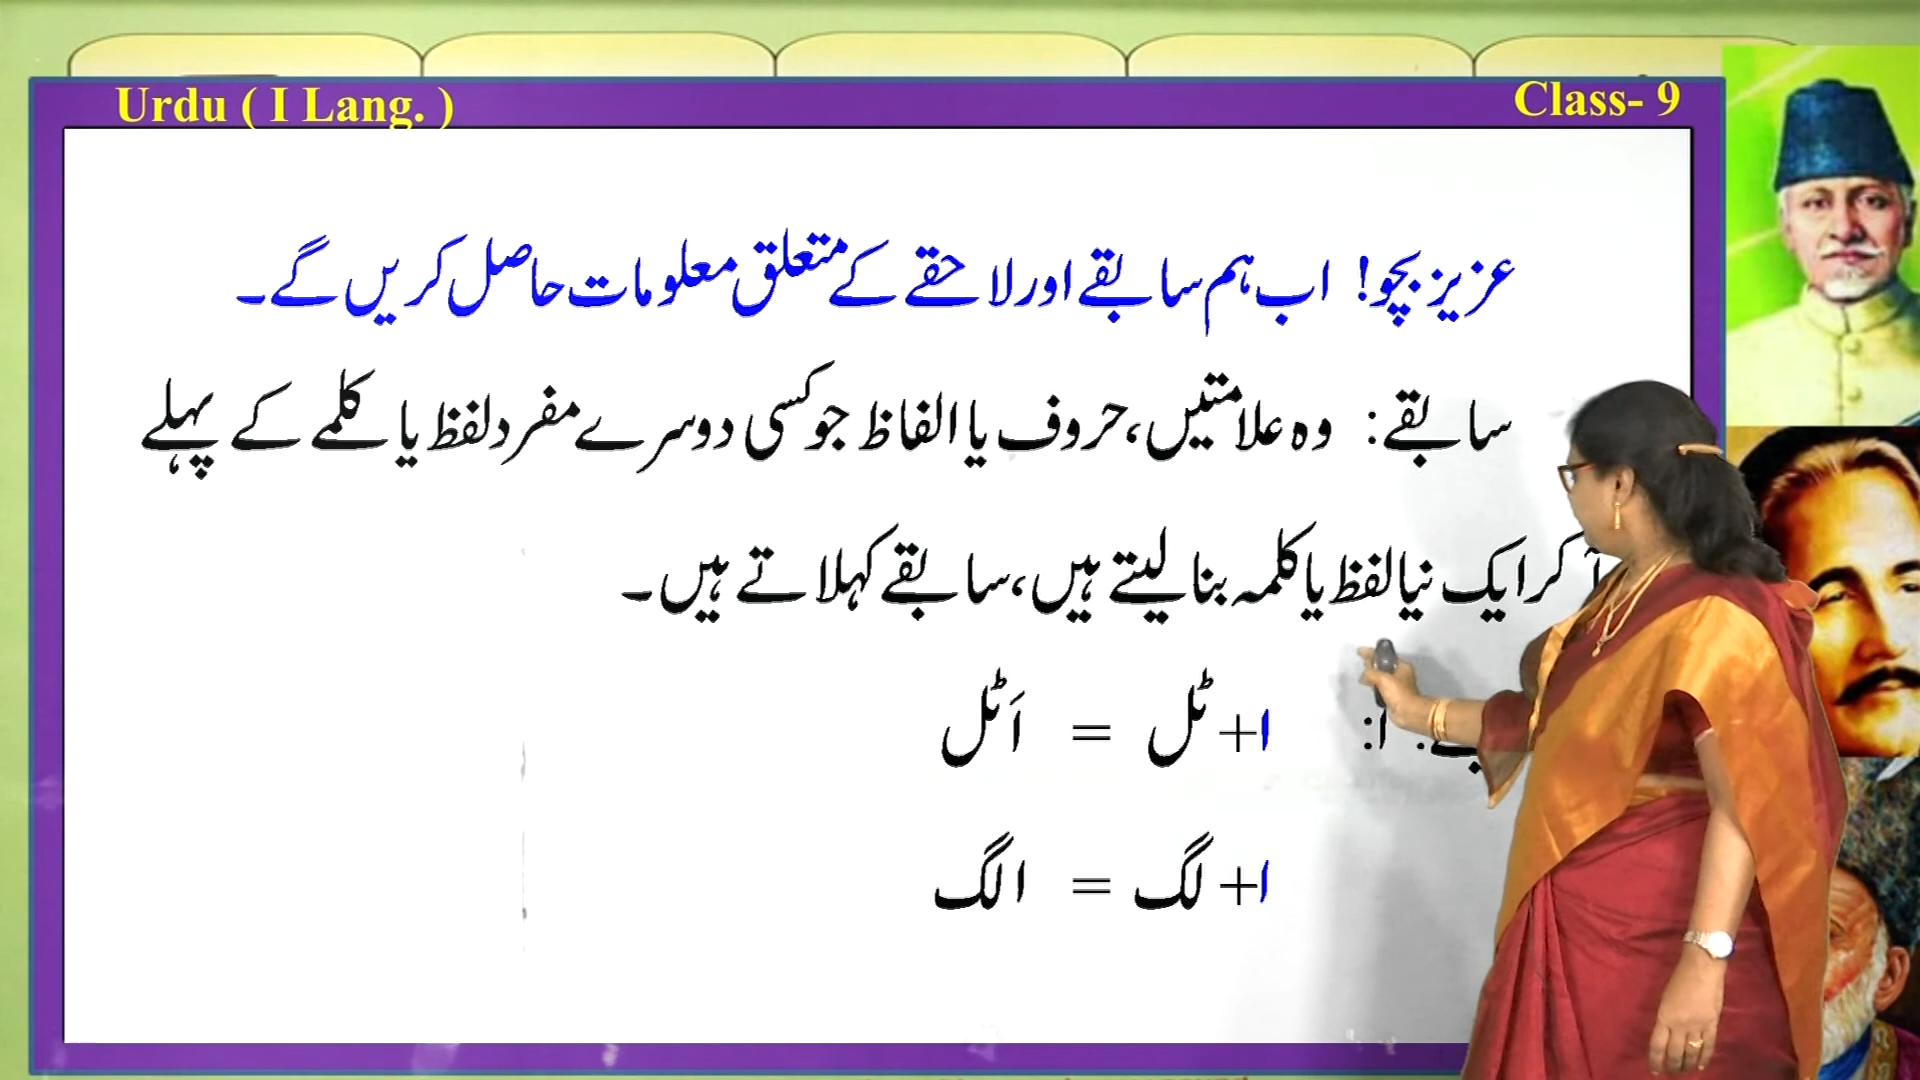 Urdu ( I Lang. )
Class- 9
عزیز بچو! اب ہم سابقے اور لاحقے کے متعلق معلومات حاصل کریں گے۔
سابقے: وہ علامتیں، حروف یا الفاظ جو کسی دوسرے مفرد لفظ یا کلمے کے پہلے
آ کر ایک نیا لفظ یا کلمہ بنا لیتے ہیں، سابقے کہلاتے ہیں۔
ا: ا+ٹل = اَٹل
ا+لگ = الگ